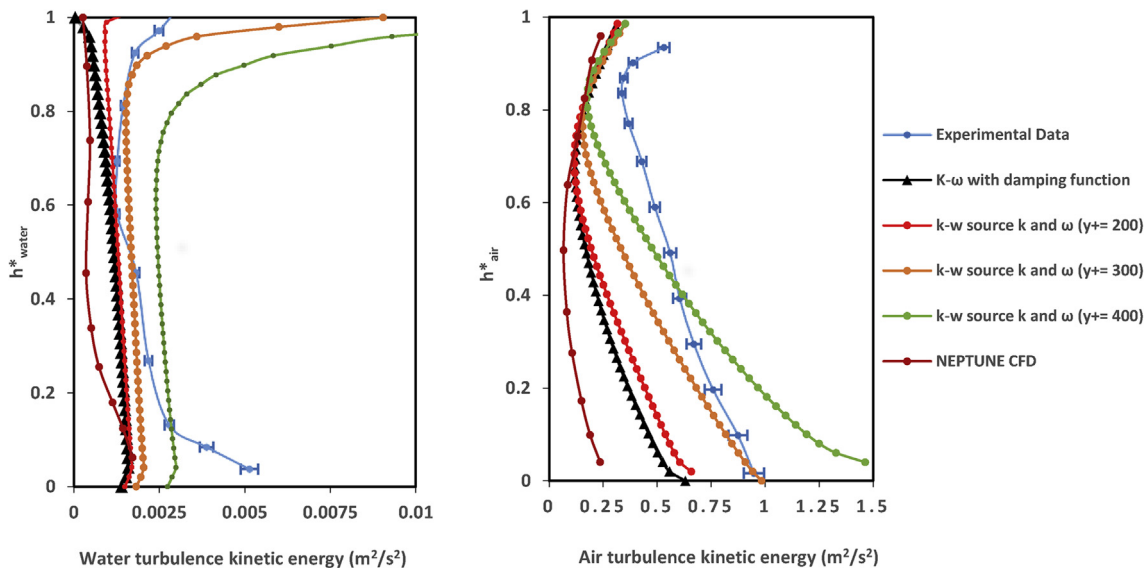 1
0.8
0.6
0.4
0.2
0
h*water
0
0.0025
0.005
0.0075
0.01
Water turbulence kinetic energy (m²/s²)
1
0.8
0.6
0.4
0.2
0
h*air
0
0.25
0.5
0.75
1
1.25
1.5
Air turbulence kinetic energy (m²/s²)
Experimental Data
K-ω with damping function
k-w source k and ω (y+= 200)
k-w source k and ω (y+= 300)
k-w source k and ω (y+= 400)
NEPTUNE CFD